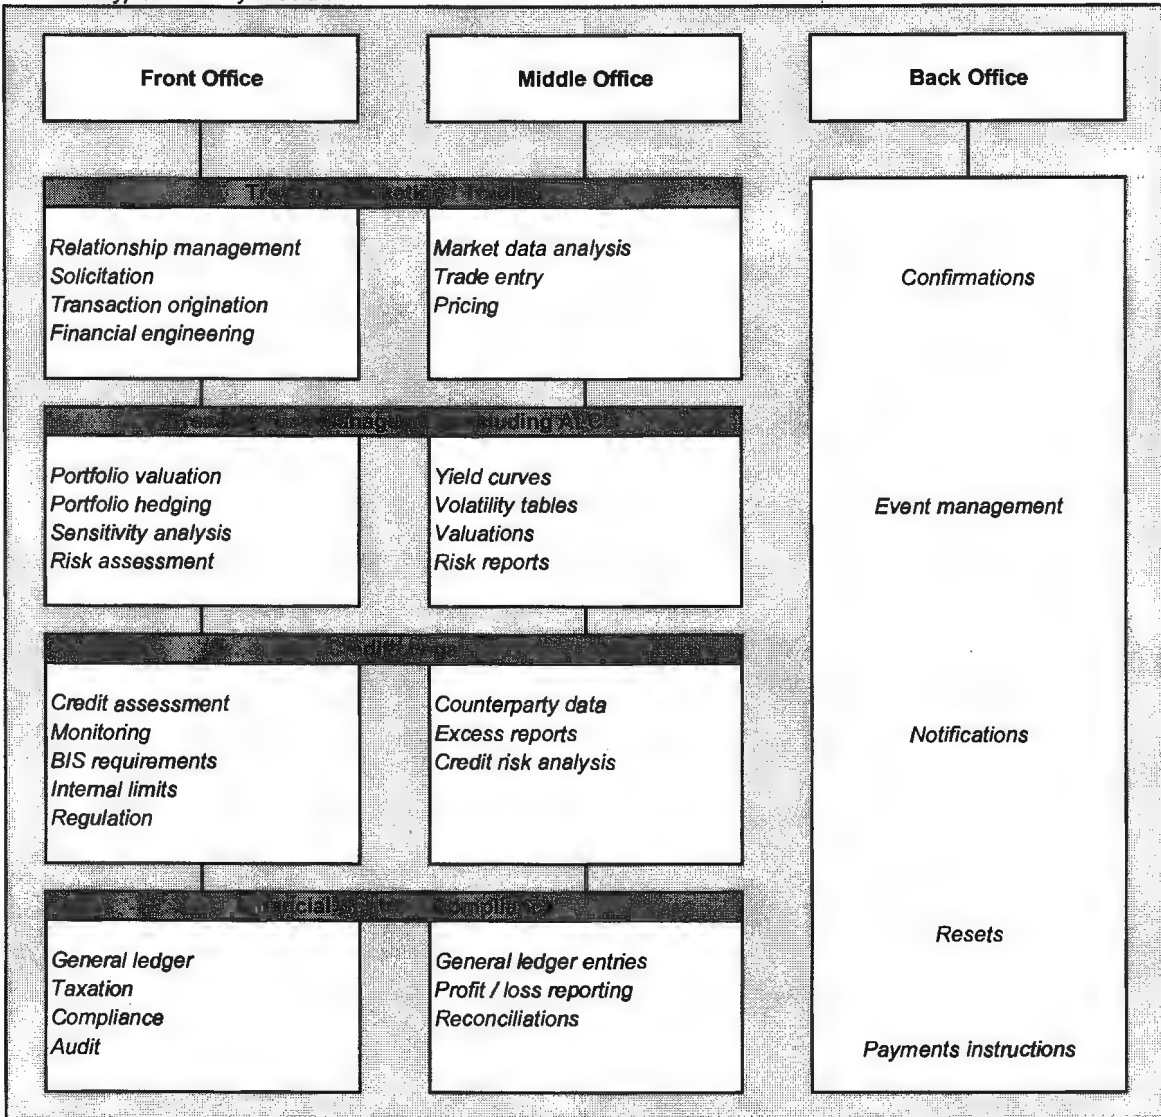 Front Office
Middle Office
Back Office
Relationship management
Solicitation
Transaction origination
Financial engineering
Market data analysis
Trade entry
Pricing
Confirmations
Portfolio valuation
Portfolio hedging
Sensitivity analysis
Risk assessment
Yield curves
Volatility tables
Valuations
Risk reports
Event management
Credit assessment
Monitoring
BIS requirements
Internal limits
Regulation
Counterparty data
Excess reports
Credit risk analysis
Notifications
General ledger
Taxation
Compliance
Audit
General ledger entries
Profit / loss reporting
Reconciliations
Resets
Payments instructions